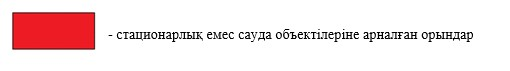 - стационарлық емес сауда объектілеріне арналған орындар